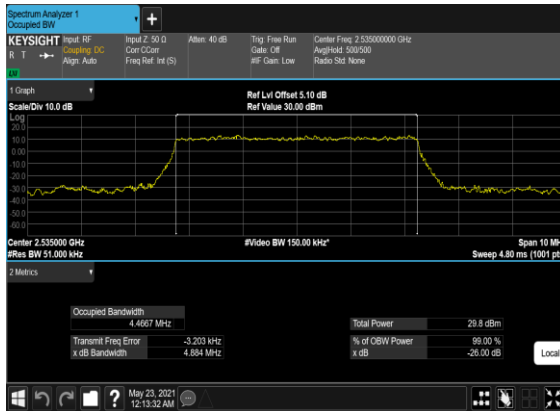 Spectrum Analyzer 1
Occupied BW
+
KEYSIGHT
R T
Input: RF
Coupling: DC
Align: Auto
Input Z: 50 Ω
Corr CCorr
Freq Ref: Int (S)
Atten: 40 dB
Trig: Free Run
Gate: Off
#IF Gain: Low
Center Freq: 2.535000000 GHz
Avg|Hold: 500/500
Radio Std: None
1 Graph
Scale/Div 10.0 dB
Ref Lvl Offset 5.10 dB
Ref Value 30.00 dBm
Log
20.0
10.0
0.00
-10.0
-20.0
-30.0
-40.0
-50.0
-60.0
Center 2.535000 GHz
#Res BW 51.000 kHz
#Video BW 150.00 kHz*
Span 10 MH
Sweep 4.80 ms (1001 pts
2 Metrics
Occupied Bandwidth
4.4667 MHz
Transmit Freq Error -3.203 kHz
x dB Bandwidth 4.884 MHz
Total Power 29.8 dBm
% of OBW Power 99.00 %
x dB -26.00 dB
Local
?
May 23, 2021
12:13:32 AM